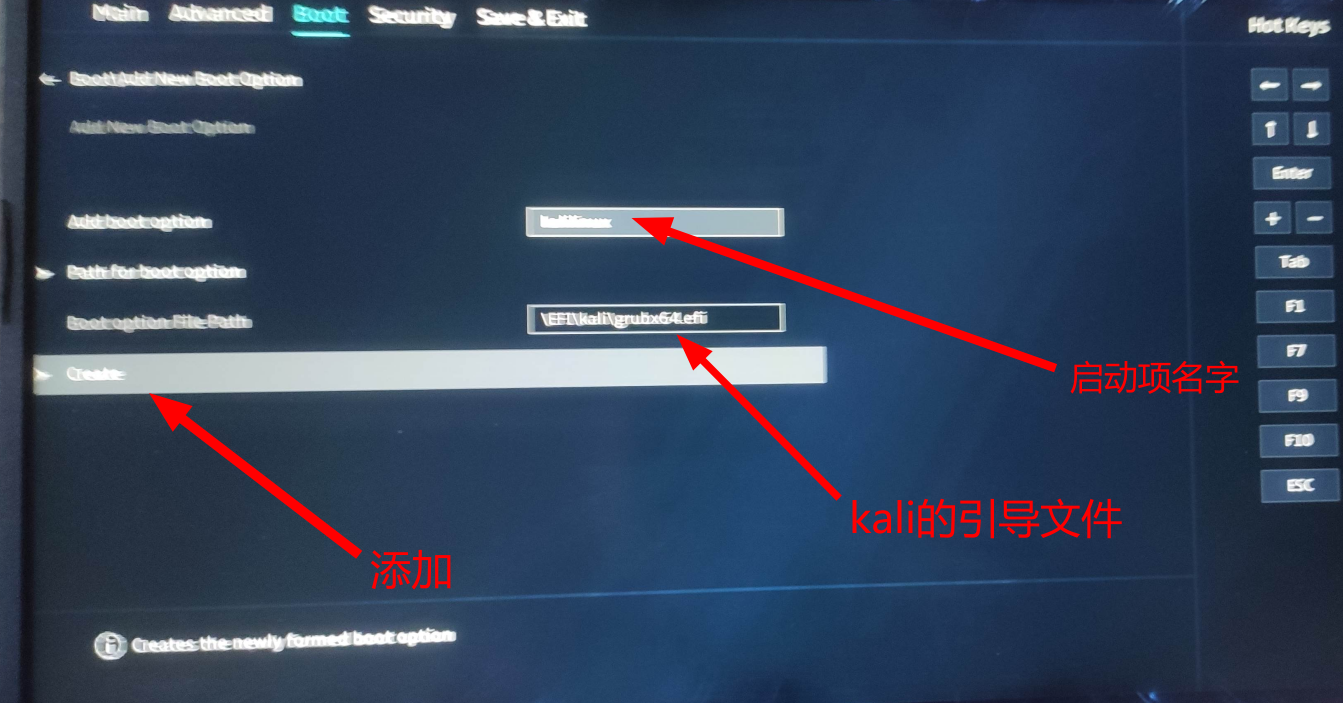 Main Advanced Boot Security Save & Exit
Hot Keys
Boot\Add New Boot Option
Add New Boot Option
Enter
Add boot option
+ -
Tab
Path for boot option
F1
Boot option File Path \EFI\kali\grubx64.efi
F7
Create
启动项名字
F9
F10
ESC
kali的引导文件
添加
Creates the newly formed boot option